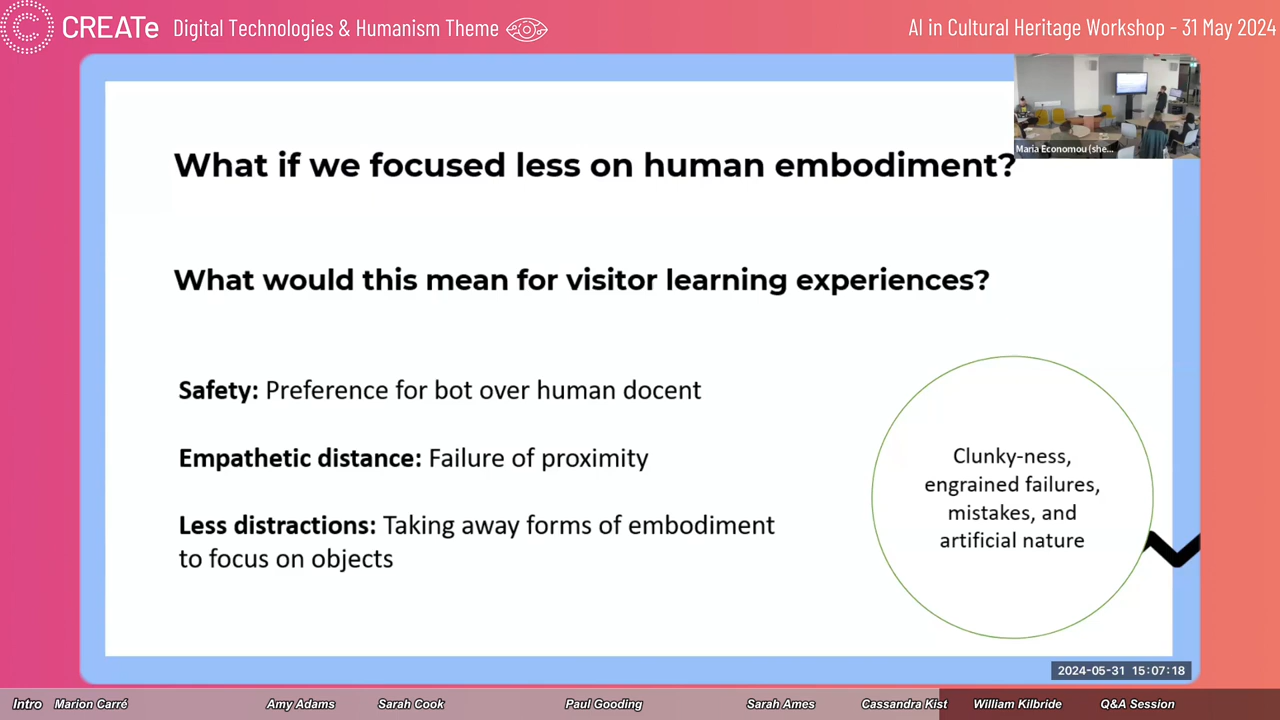 CREATe Digital Technologies & Humanism Theme
AI in Cultural Heritage Workshop - 31 May 2024
Maria Economou (she...
What if we focused less on human embodiment?
What would this mean for visitor learning experiences?
Safety: Preference for bot over human docent
Empathetic distance: Failure of proximity
Less distractions: Taking away forms of embodiment
to focus on objects
Clunky-ness,
engrained failures,
mistakes, and
artificial nature
2024-05-31 15:07:18
Intro Marion Carré Amy Adams Sarah Cook Paul Gooding Sarah Ames Cassandra Kist William Kilbride Q&A Session